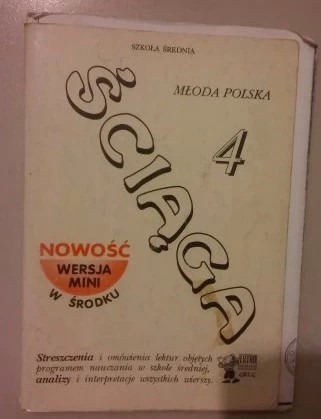 SZKOŁA ŚREDNIA
MŁODA POLSKA
4
ŚCIĄGA
NOWOŚĆ
WERSJA
MINI
W ŚRODKU
Streszczenia i omówienia lektur objętych
programem nauczania w szkole średniej,
analizy i interpretacje wszystkich wierszy.
GREG